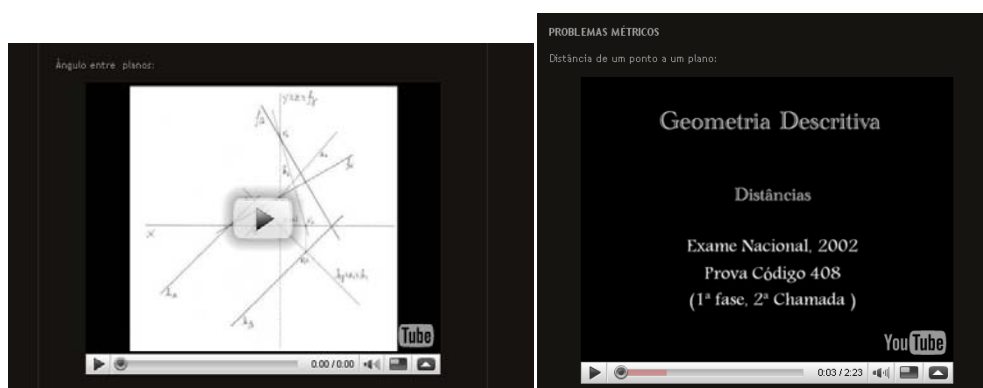 Ângulo entre planos:
x
Tube
0:00 / 0:00
PROBLEMAS MÉTRICOS
Distância de um ponto a um plano:
Geometria Descritiva
Distâncias
Exame Nacional, 2002
Prova Código 408
(1ª fase, 2ª Chamada )
YouTube
0:03 / 2:23